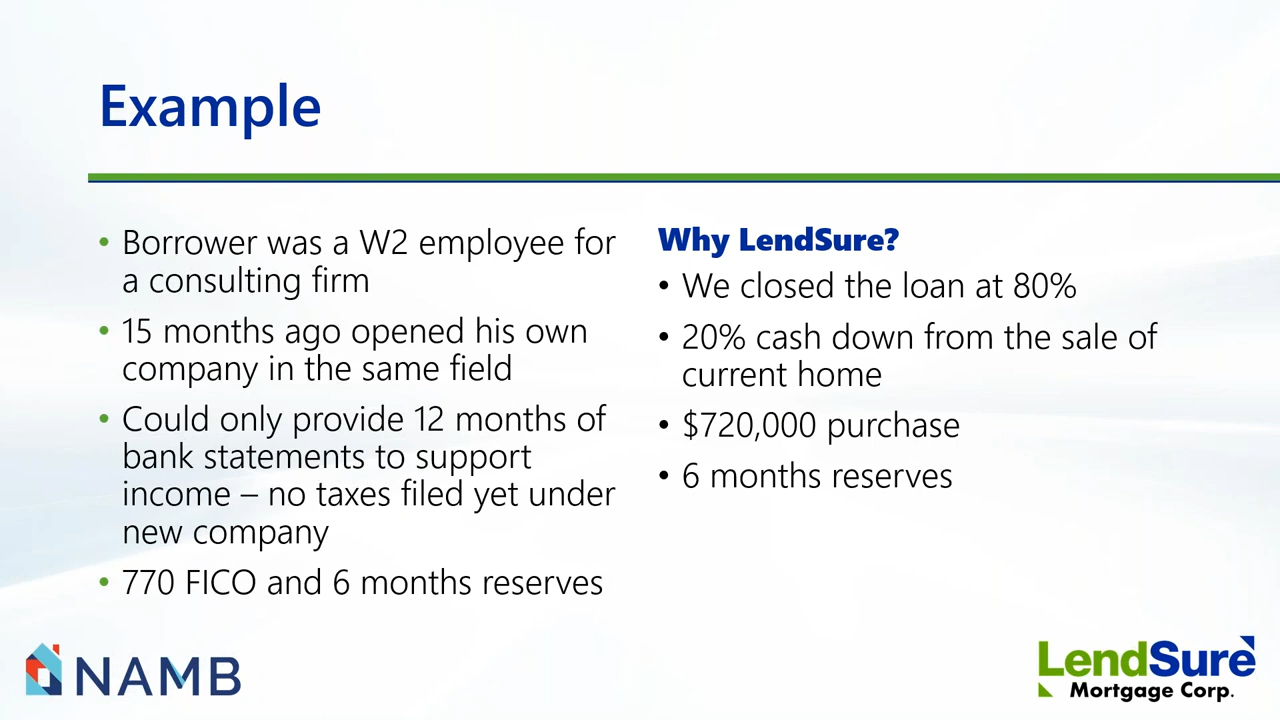 Example
• Borrower was a W2 employee for
a consulting firm
• 15 months ago opened his own
company in the same field
• Could only provide 12 months of
bank statements to support
income – no taxes filed yet under
new company
• 770 FICO and 6 months reserves
Why LendSure?
• We closed the loan at 80%
• 20% cash down from the sale of
current home
• $720,000 purchase
• 6 months reserves
NAMB
LendSure
Mortgage Corp.